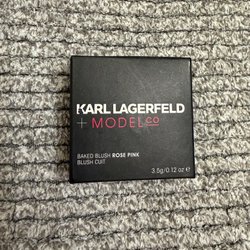 KARL LAGERFELD
+ MODELCO
BAKED BLUSH ROSE PINK
BLUSH CUIT
3.5g/0.12 oz